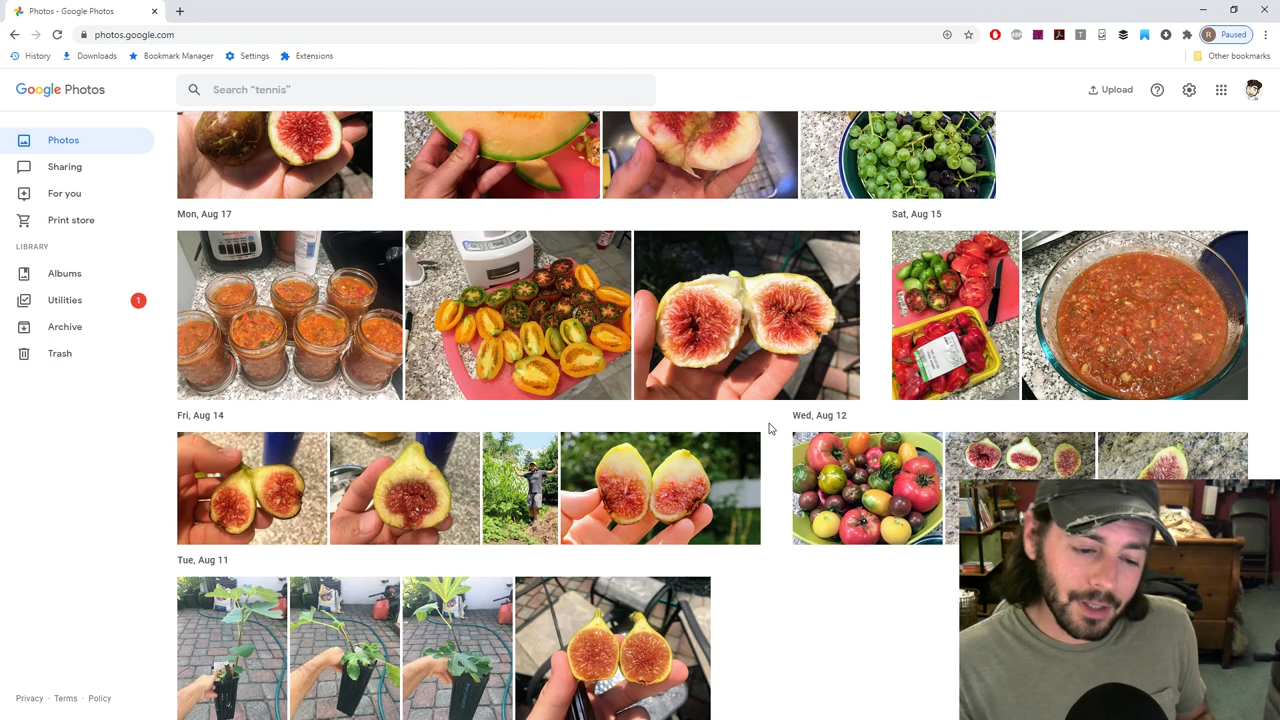 Photos - Google Photos
photos.google.com
Paused
History
Downloads
Bookmark Manager
Settings
Extensions
Other bookmarks
Google Photos
Search “tennis”
Upload
Photos
Sharing
For you
Print store
LIBRARY
Albums
Utilities
1
Archive
Trash
Mon, Aug 17
Sat, Aug 15
Fri, Aug 14
Wed, Aug 12
Tue, Aug 11
Privacy · Terms · Policy